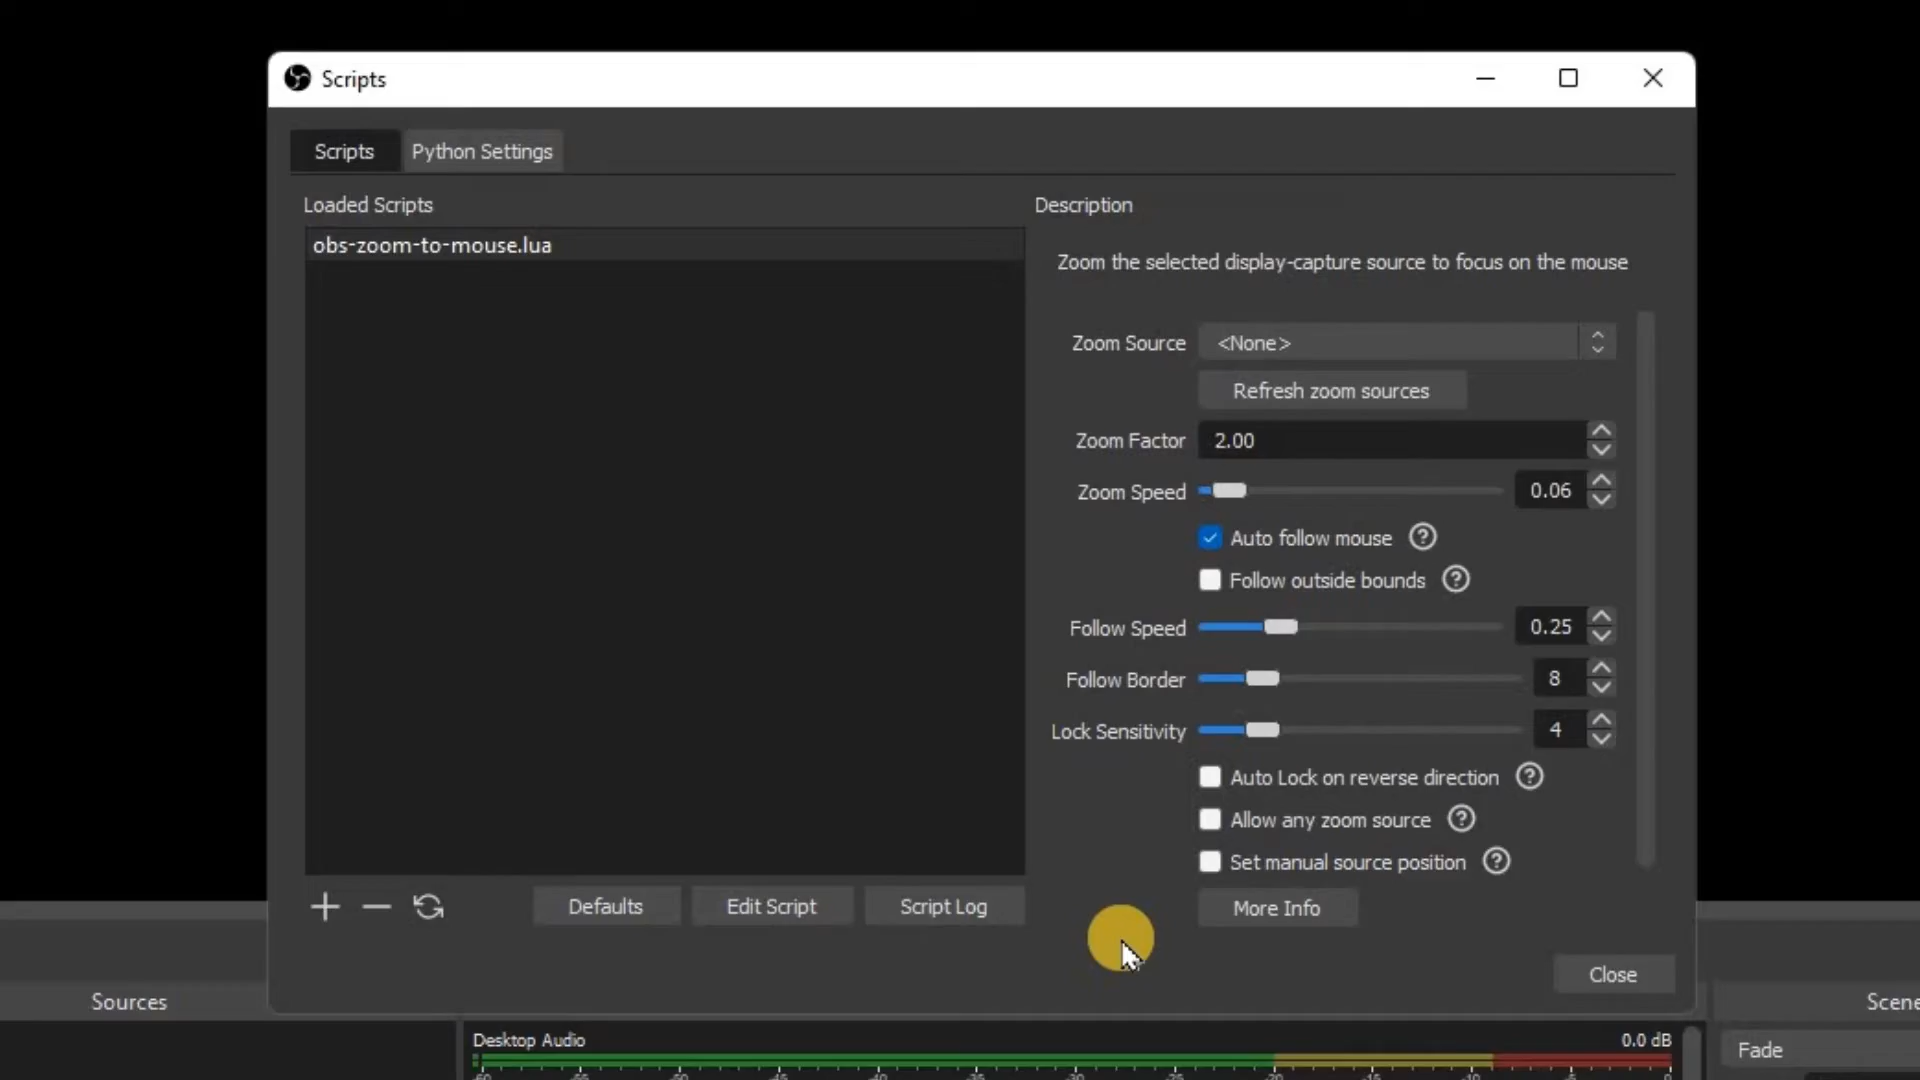 Scripts
Scripts
Python Settings
Loaded Scripts
Description
obs-zoom-to-mouse.lua
Zoom the selected display-capture source to focus on the mouse
Zoom Source
<None>
Refresh zoom sources
Zoom Factor
2.00
Zoom Speed
0.06
Auto follow mouse
Follow outside bounds
Follow Speed
0.25
Follow Border
8
Lock Sensitivity
4
Auto Lock on reverse direction
Allow any zoom source
Set manual source position
Defaults
Edit Script
Script Log
More Info
Close
Sources
Scene
Desktop Audio
0.0 dB
Fade